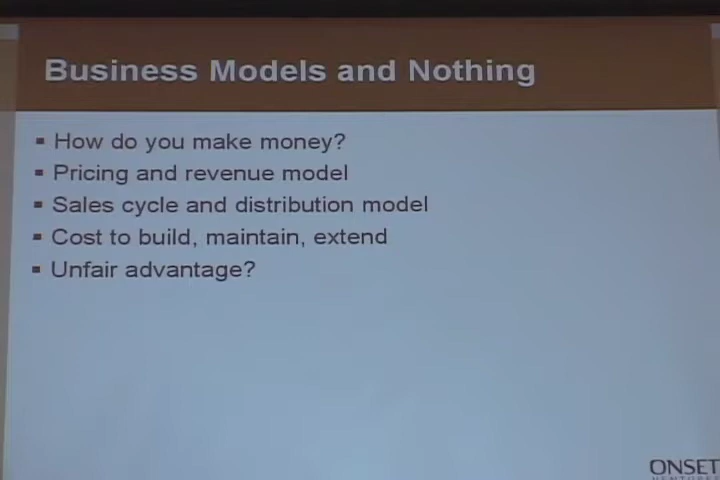 Business Models and Nothing
▪ How do you make money?
▪ Pricing and revenue model
▪ Sales cycle and distribution model
▪ Cost to build, maintain, extend
▪ Unfair advantage?
ONSET